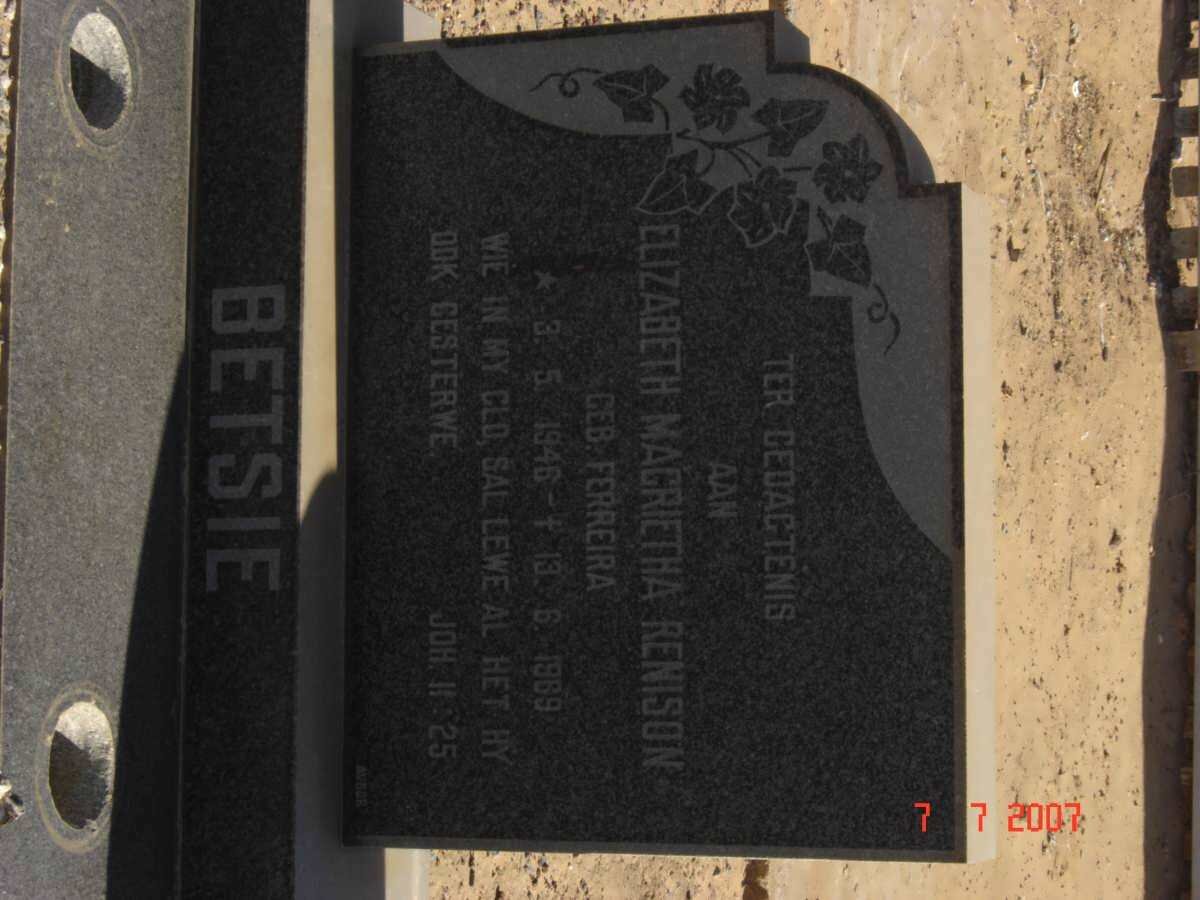 TER GEDAGTENIS
AAN
ELIZABETH MAGRIETHA RENISON
GEB. FERREIRA
★ 3. 5. 1946 - † 13. 6. 1969
WIE IN MY GLO, SAL LEWE AL HET HY
OOK GESTERWE. JOH. 11:25
BETSIE
7 7 2007